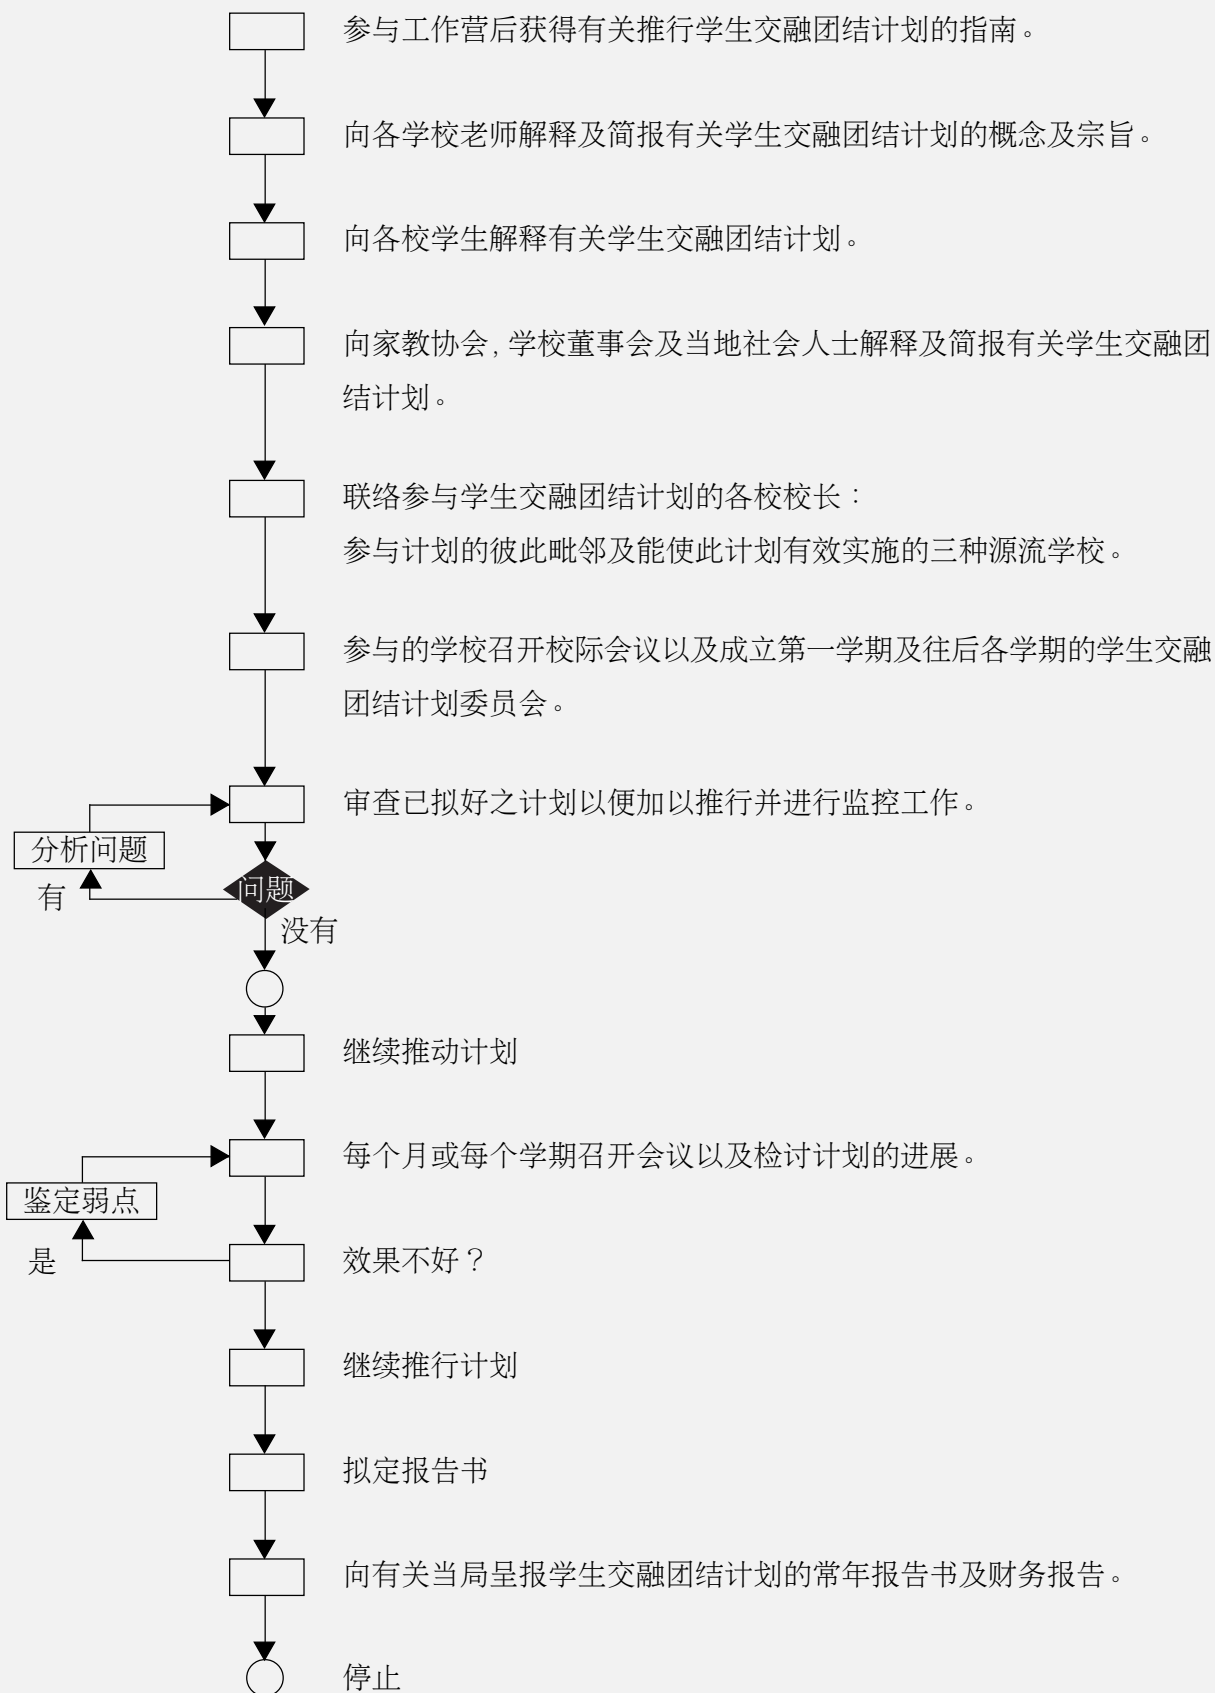 参与工作营后获得有关推行学生交融团结计划的指南。
向各学校老师解释及简报有关学生交融团结计划的概念及宗旨。
向各校学生解释有关学生交融团结计划。
向家教协会,学校董事会及当地社会人士解释及简报有关学生交融团
结计划。
联络参与学生交融团结计划的各校校长:
参与计划的彼此毗邻及能使此计划有效实施的三种源流学校。
参与的学校召开校际会议以及成立第一学期及往后各学期的学生交融
团结计划委员会。
审查已拟好之计划以便加以推行并进行监控工作。
分析问题
有
问题
没有
继续推动计划
每个月或每个学期召开会议以及检讨计划的进展。
鉴定弱点
是
效果不好?
继续推行计划
拟定报告书
向有关当局呈报学生交融团结计划的常年报告书及财务报告。
停止